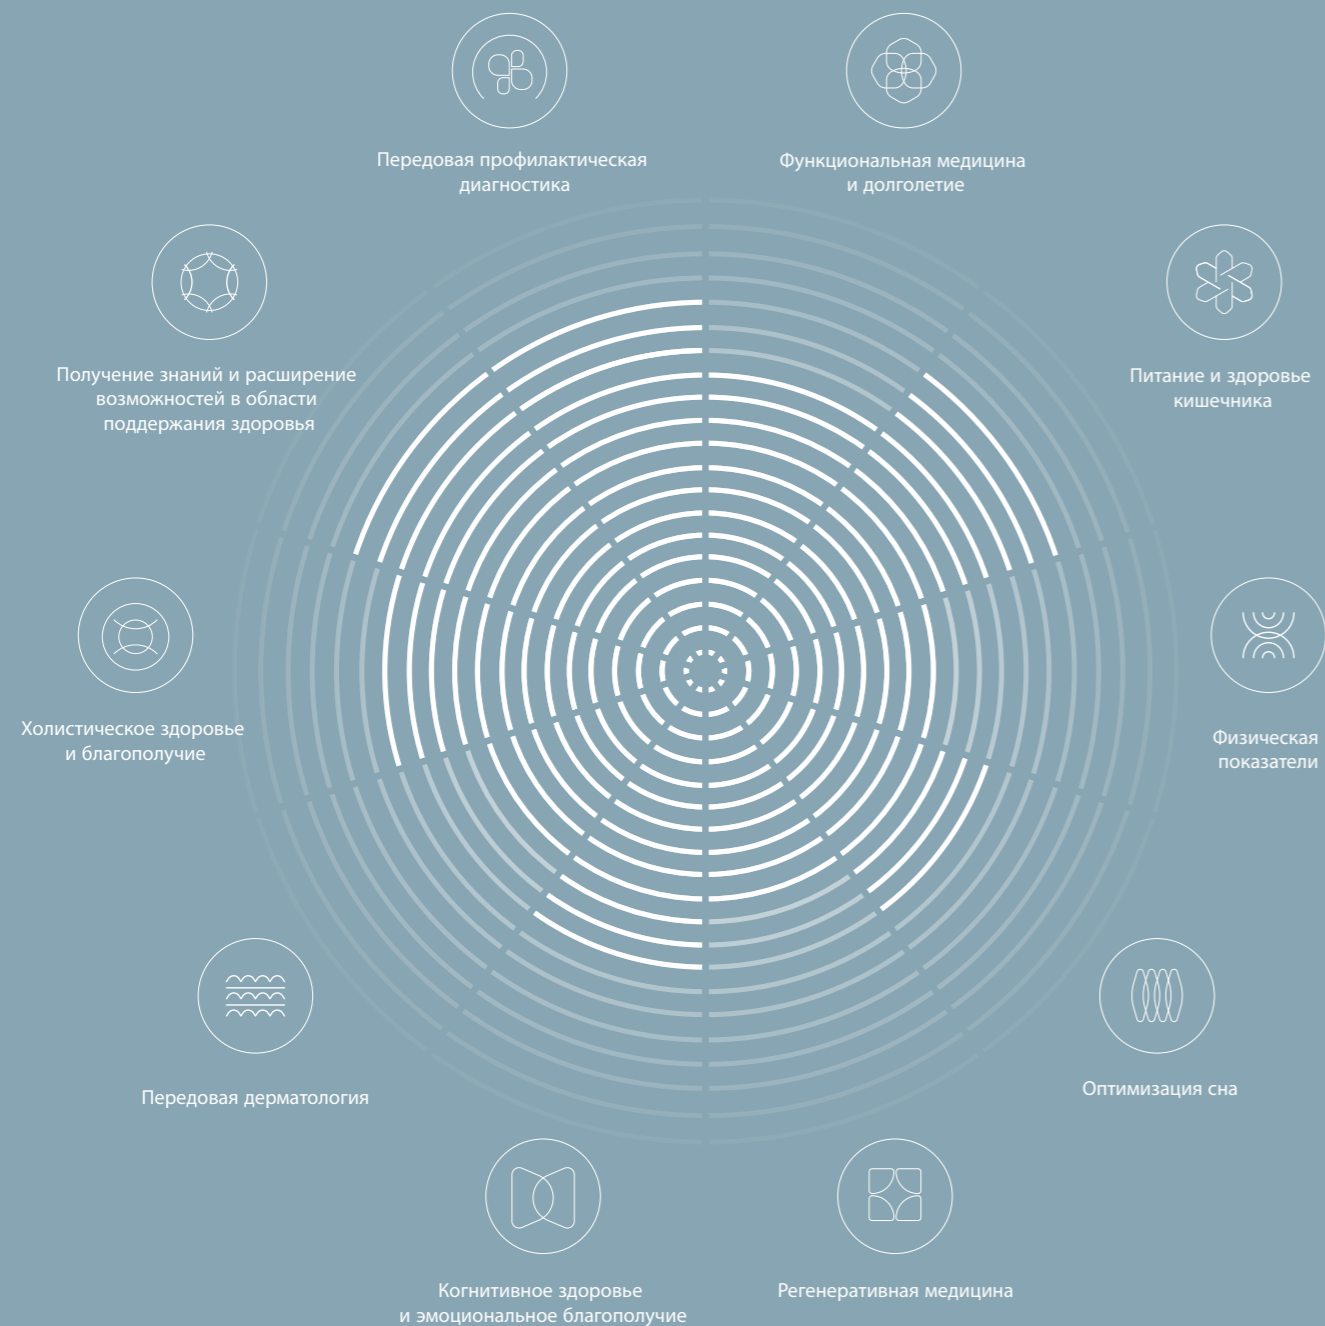 Передовая профилактическая
диагностика
Функциональная медицина
и долголетие
Питание и здоровье
кишечника
Получение знаний и расширение
возможностей в области
поддержания здоровья
Физическая
показатели
Холистическое здоровье
и благополучие
Оптимизация сна
Передовая дерматология
Когнитивное здоровье
и эмоциональное благополучие
Регенеративная медицина